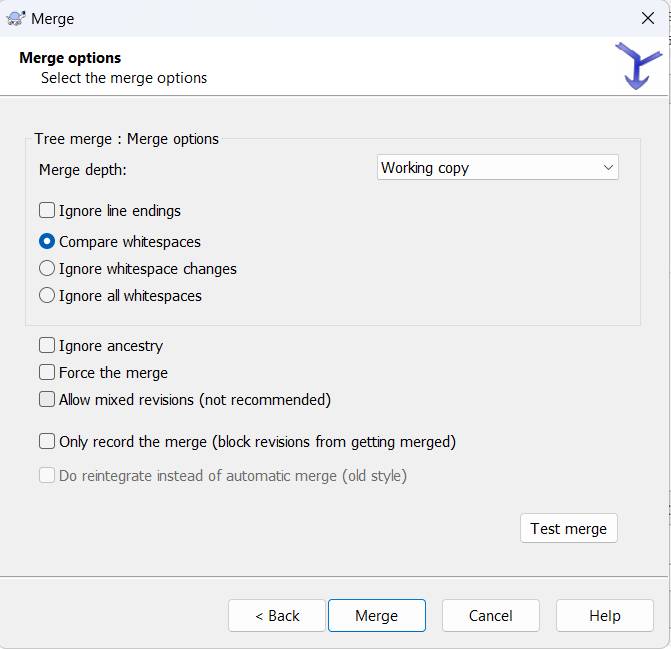 Merge
Merge options
Select the merge options
Tree merge : Merge options
Merge depth:
Working copy
Ignore line endings
Compare whitespaces
Ignore whitespace changes
Ignore all whitespaces
Ignore ancestry
Force the merge
Allow mixed revisions (not recommended)
Only record the merge (block revisions from getting merged)
Do reintegrate instead of automatic merge (old style)
Test merge
< Back
Merge
Cancel
Help